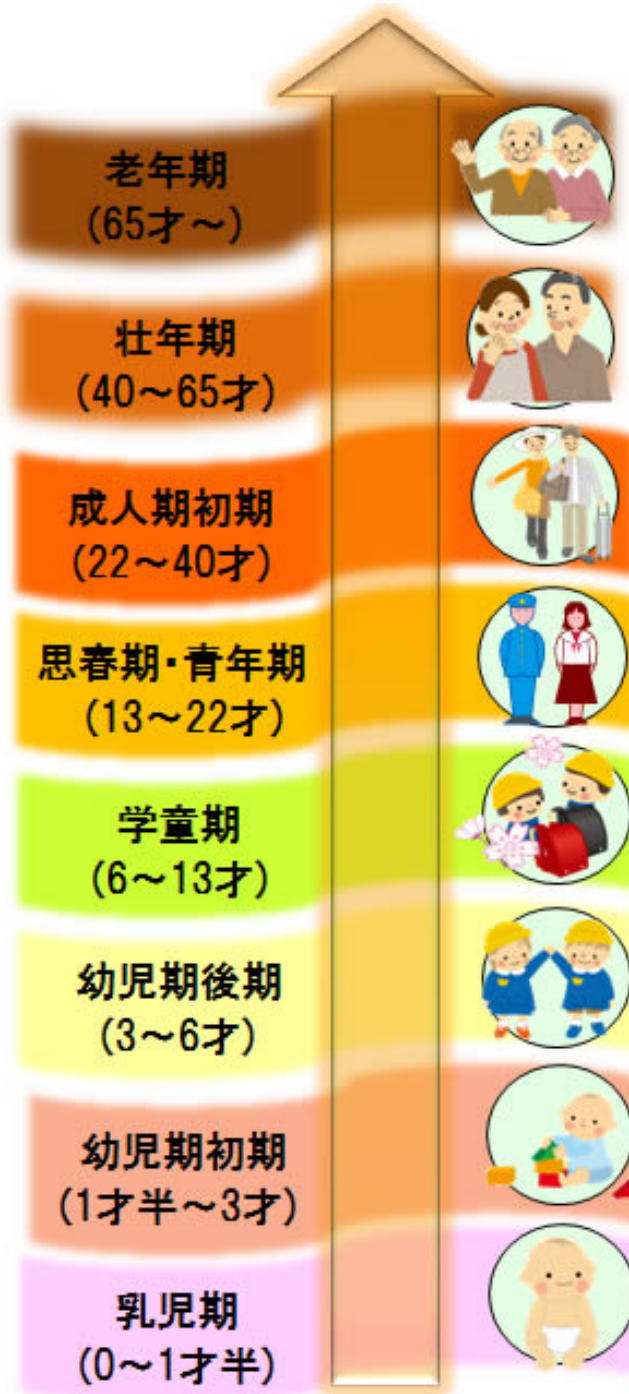 老年期
(65才～)
壮年期
(40～65才)
成人期初期
(22～40才)
思春期・青年期
(13～22才)
学童期
(6～13才)
幼児期後期
(3～6才)
幼児期初期
(1才半～3才)
乳児期
(0～1才半)